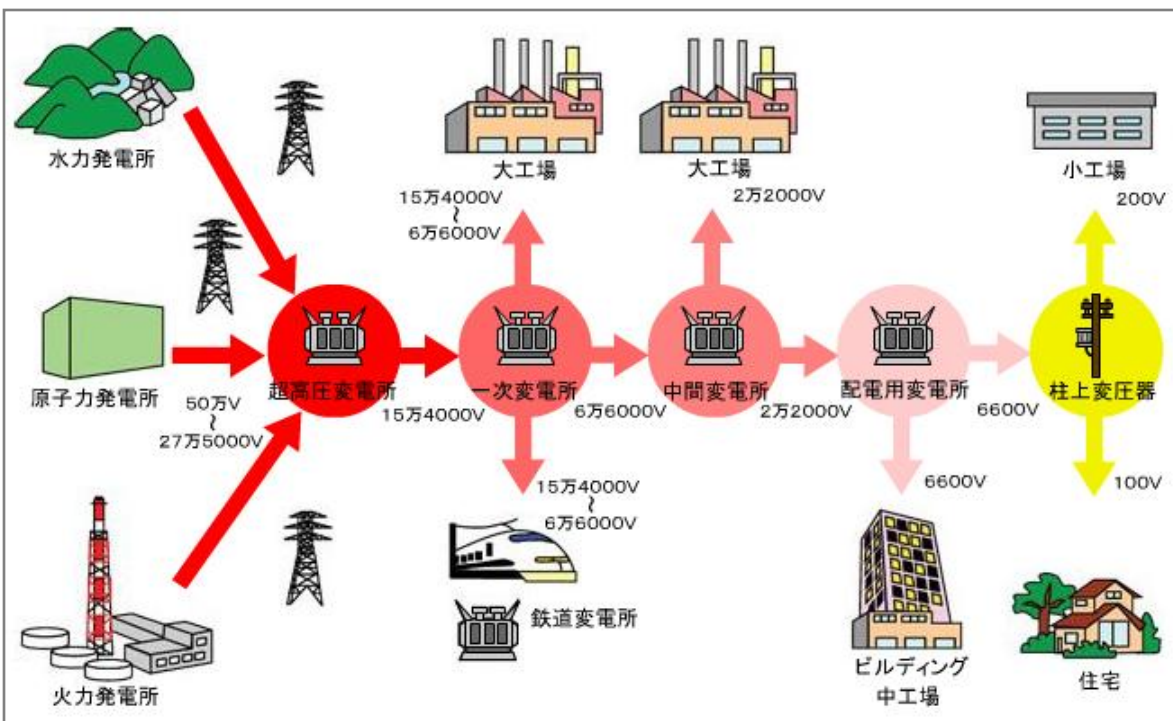 水力発電所
大工場
大工場
小工場
15万4000V
~
6万6000V
2万2000V
200V
原子力発電所
50万V
~
27万5000V
超高圧変電所
15万4000V
一次変電所
6万6000V
中間変電所
2万2000V
配電用変電所
6600V
柱上変圧器
15万4000V
~
6万6000V
6600V
100V
鉄道変電所
火力発電所
ビルディング
中工場
住宅